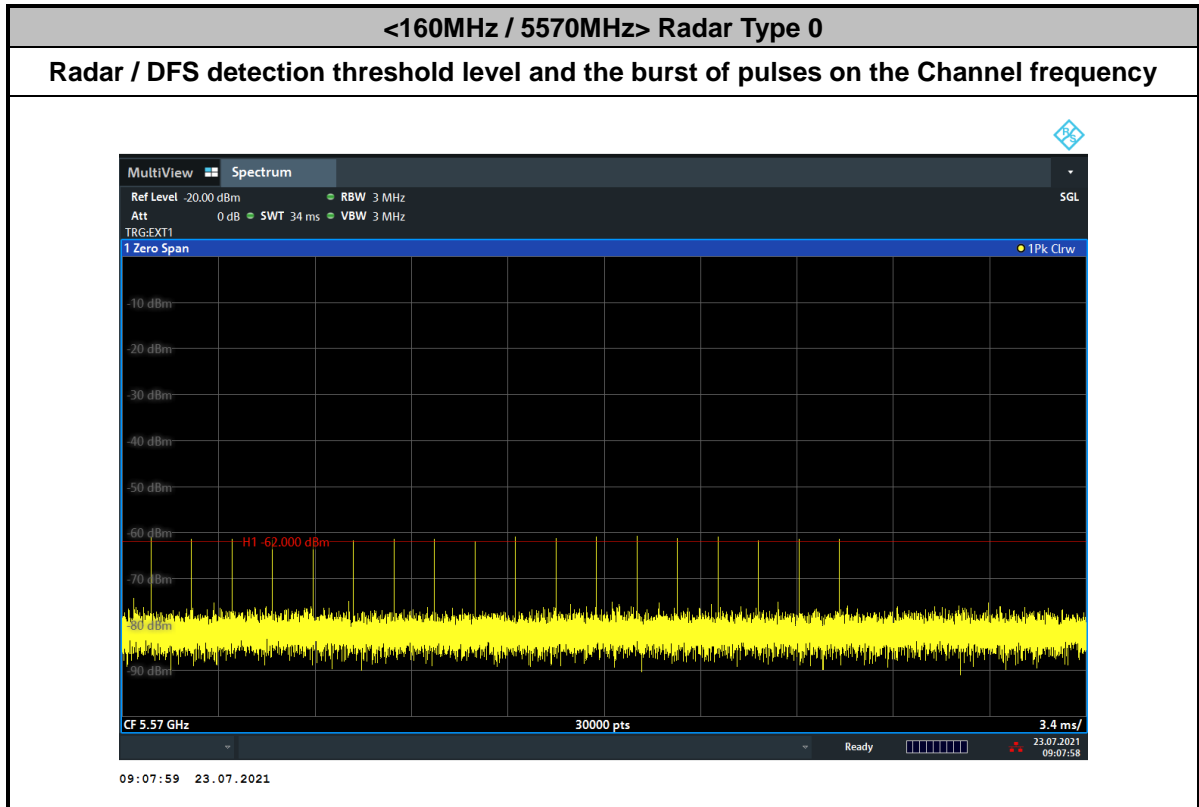 <160MHz / 5570MHz> Radar Type 0
Radar / DFS detection threshold level and the burst of pulses on the Channel frequency
R S
MultiView Spectrum
Ref Level -20.00 dBm RBW 3 MHz SGL
Att 0 dB SWT 34 ms VBW 3 MHz
TRG:EXT1
1 Zero Span 1Pk Clrw
-10 dBm
-20 dBm
-30 dBm
-40 dBm
-50 dBm
-60 dBm
H1 -62.000 dBm
-70 dBm
-80 dBm
-90 dBm
CF 5.57 GHz 30000 pts 3.4 ms/
Ready 23.07.2021
09:07:58
09:07:59 23.07.2021